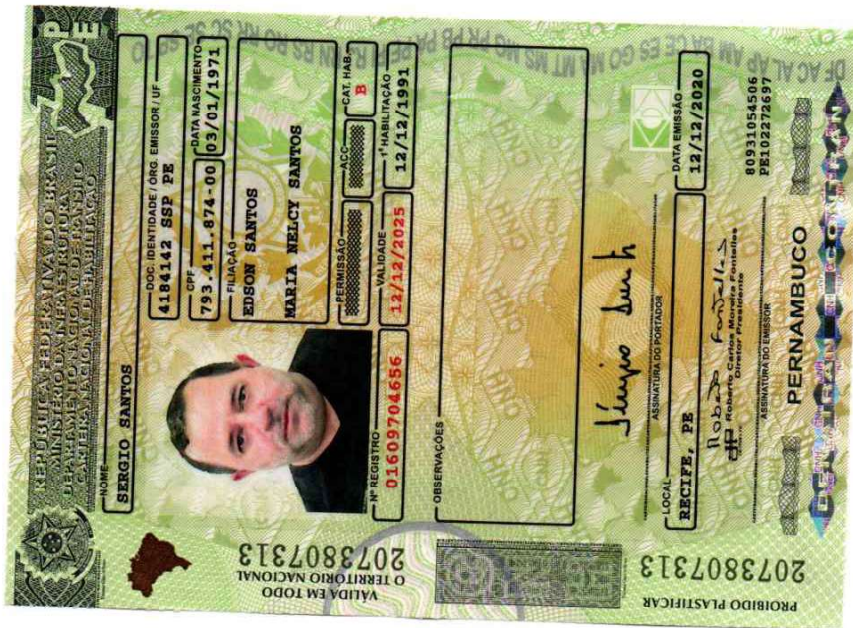 REPÚBLICA FEDERATIVA DO BRASIL
MINISTÉRIO DA INFRAESTRUTURA
DEPARTAMENTO NACIONAL DE TRÂNSITO
CARTEIRA NACIONAL DE HABILITAÇÃO
PE
NOME
SERGIO SANTOS
DOC. IDENTIDADE / ÓRG. EMISSOR / UF
4184142 SSP PE
CPF
793.411.874-00
DATA NASCIMENTO
03/01/1971
FILIAÇÃO
EDSON SANTOS
MARIA NELCY SANTOS
PERMISSÃO
ACC
CAT. HAB.
B
Nº REGISTRO
01609704656
VALIDADE
12/12/2025
1ª HABILITAÇÃO
12/12/1991
OBSERVAÇÕES
ASSINATURA DO PORTADOR
LOCAL
RECIFE, PE
DATA EMISSÃO
12/12/2020
Roberto Carlos Moreira Fontelles
Diretor Presidente
ASSINATURA DO EMISSOR
80931054506
PE102272697
PERNAMBUCO
VÁLIDA EM TODO
O TERRITÓRIO NACIONAL
2073807313
PROIBIDO PLASTIFICAR
2073807313